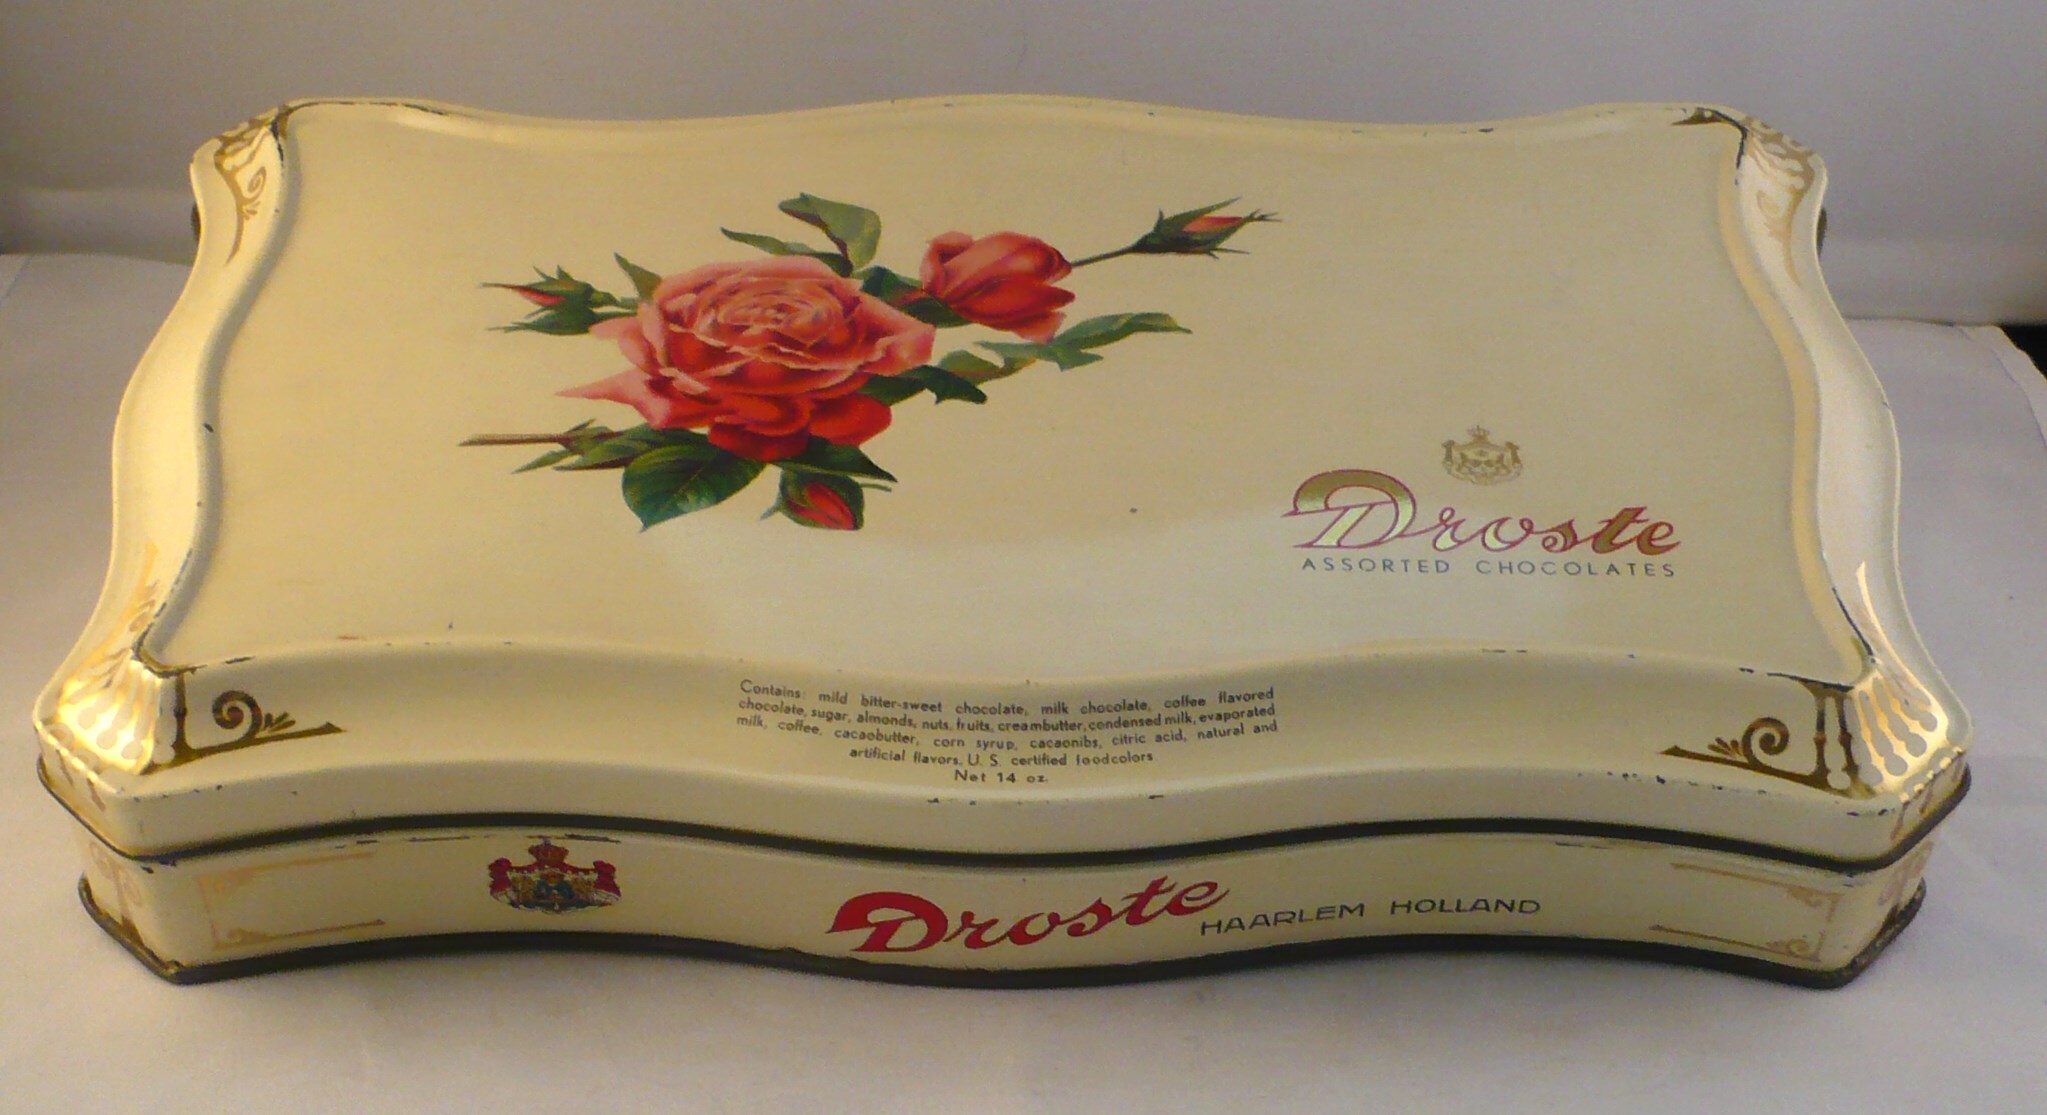 Droste
ASSORTED CHOCOLATES
Contains: mild bitter-sweet chocolate, milk chocolate, coffee flavored
chocolate, sugar, almonds, nuts, fruits, creambutter, condensed milk, evaporated
milk, coffee, cacaobutter, corn syrup, cacaonibs, citric acid, natural and
artificial flavors, U. S. certified foodcolors
Net 14 oz.
Droste HAARLEM HOLLAND